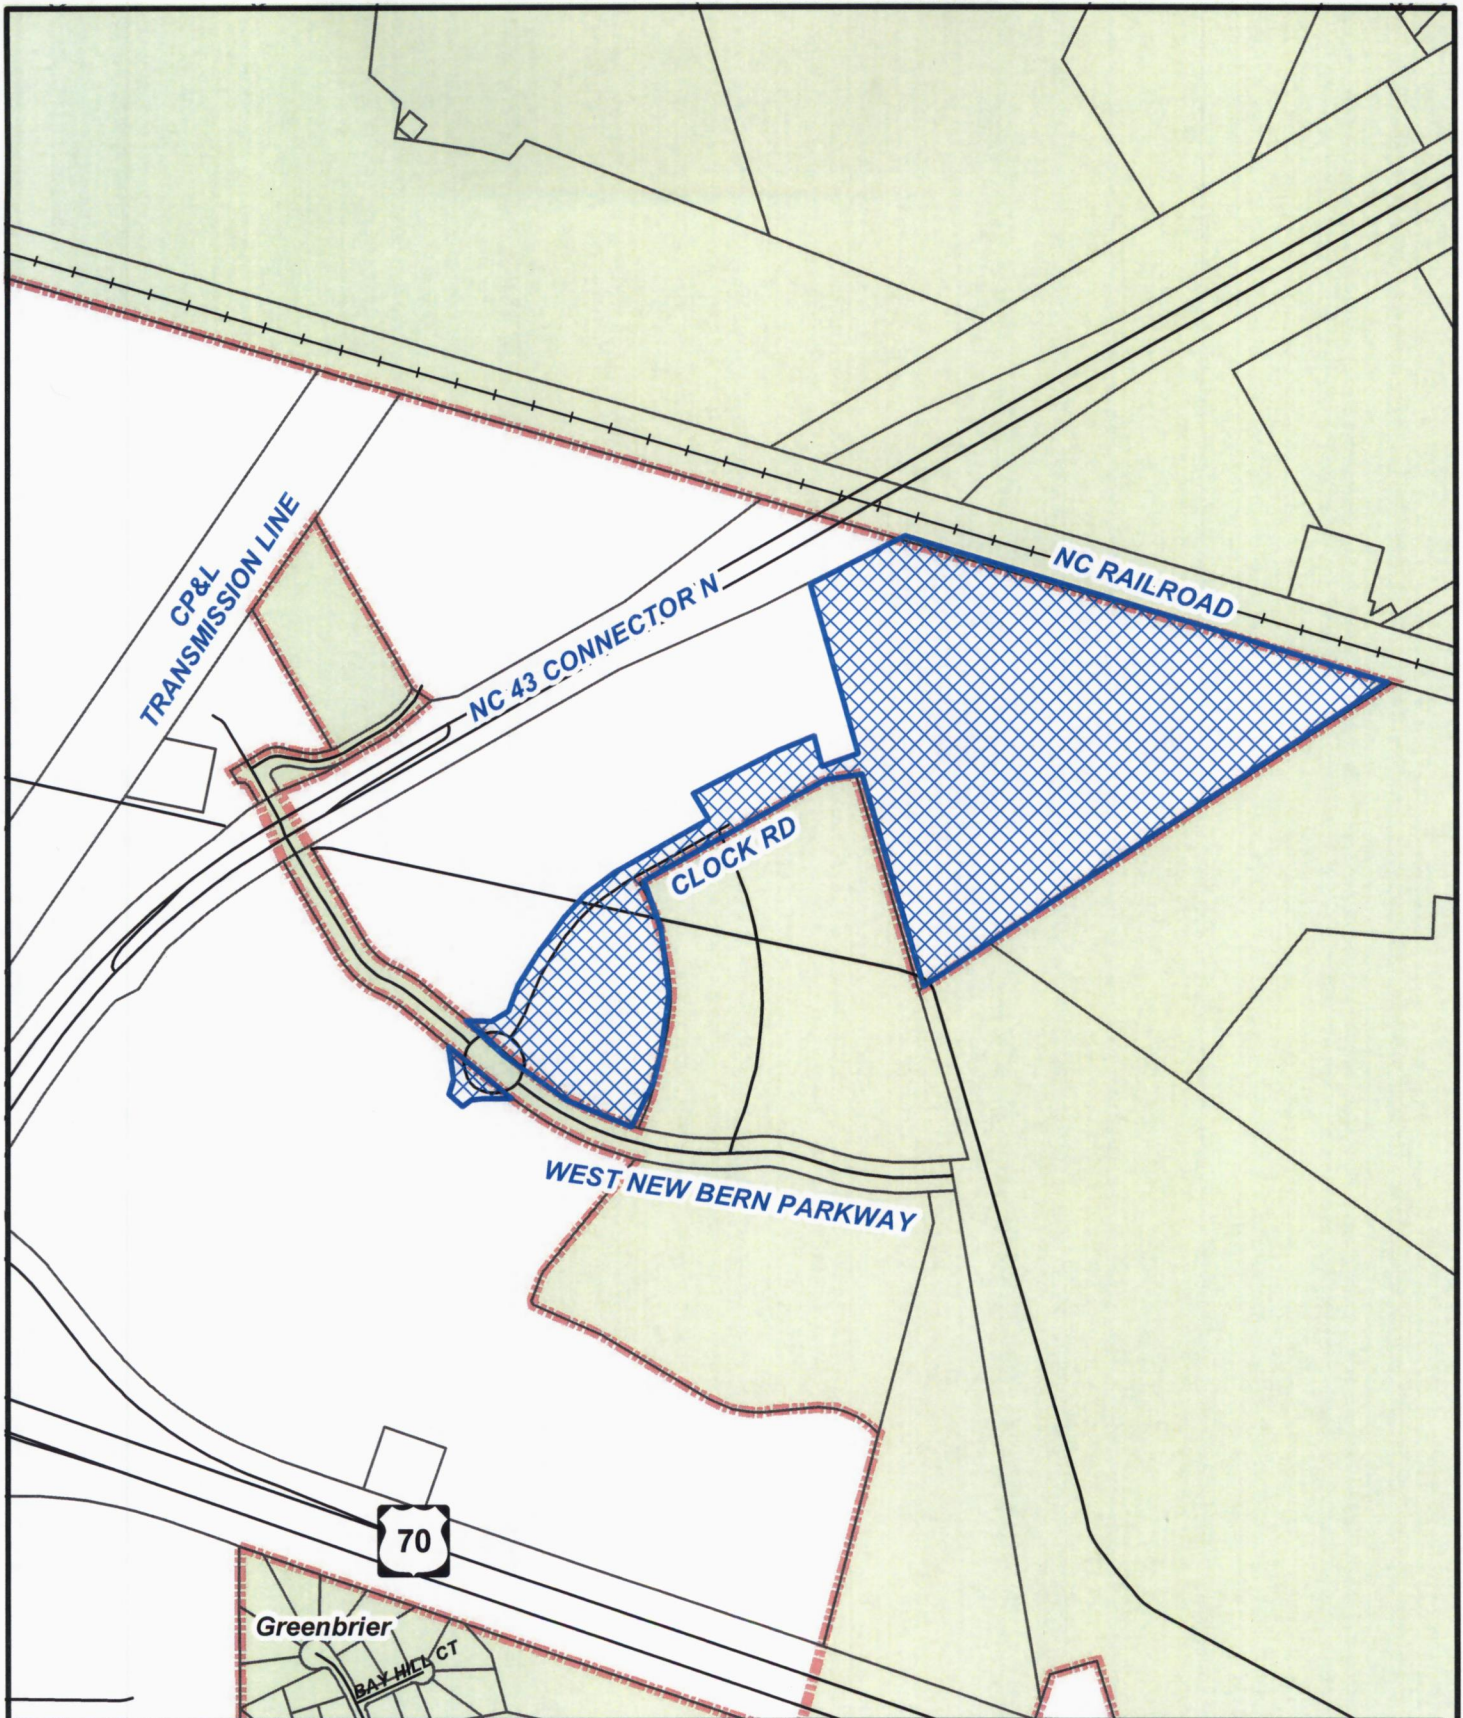 CP&L
TRANSMISSION LINE
NC RAILROAD
NC 43 CONNECTOR N
CLOCK RD
WEST NEW BERN PARKWAY
70
Greenbrier
BAY HILL CT